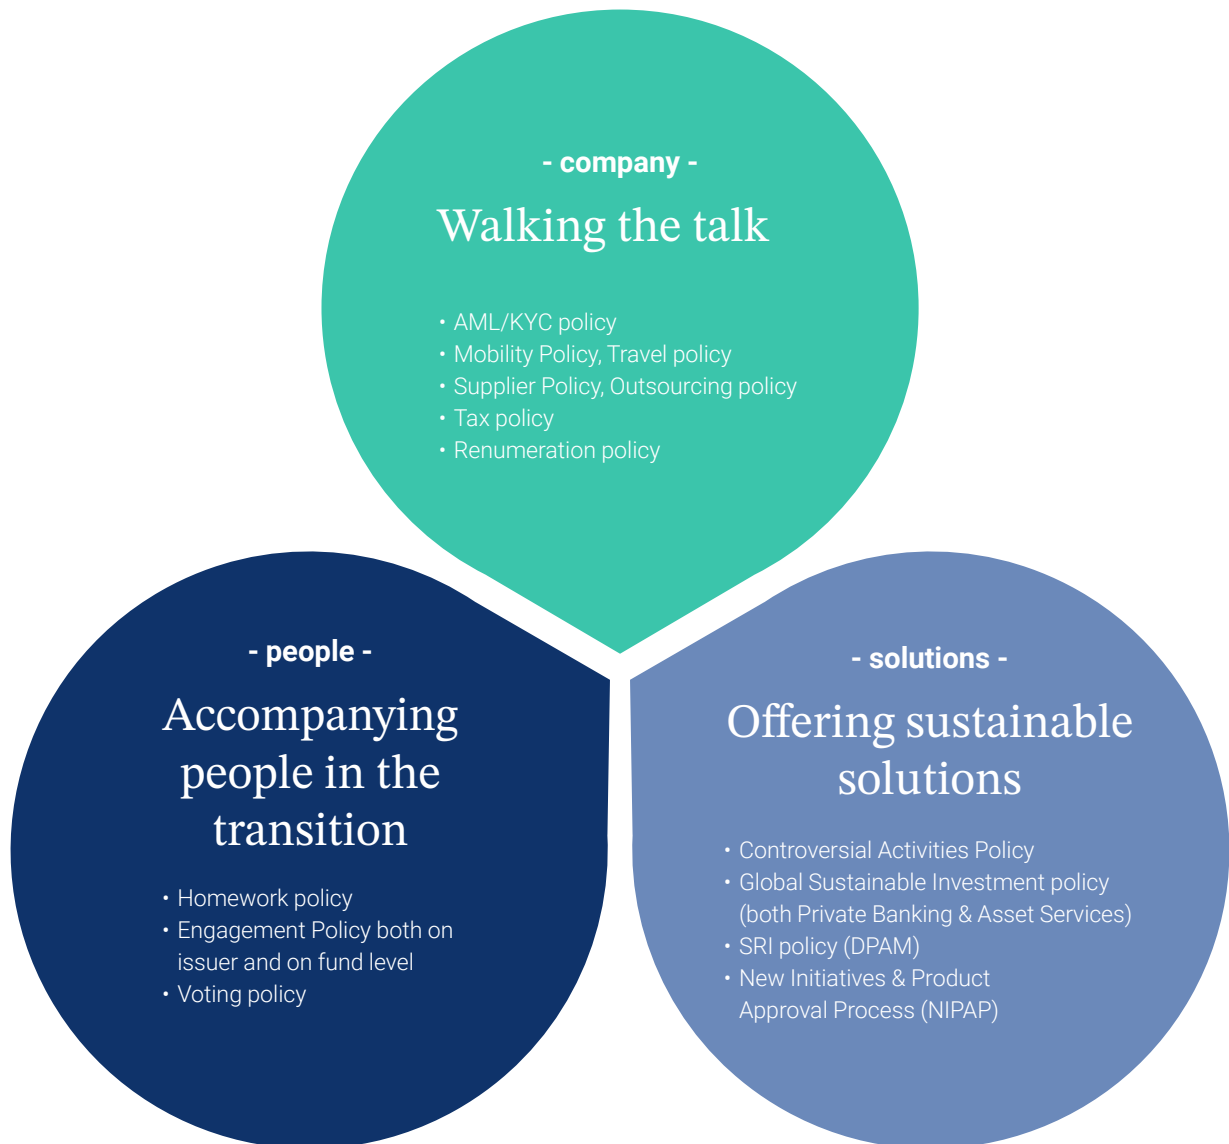 - company -
Walking the talk
• AML/KYC policy
• Mobility Policy, Travel policy
• Supplier Policy, Outsourcing policy
• Tax policy
• Renumeration policy
- people -
Accompanying
people in the
transition
• Homework policy
• Engagement Policy both on
issuer and on fund level
• Voting policy
- solutions -
Offering sustainable
solutions
• Controversial Activities Policy
• Global Sustainable Investment policy
(both Private Banking & Asset Services)
• SRI policy (DPAM)
• New Initiatives & Product
Approval Process (NIPAP)